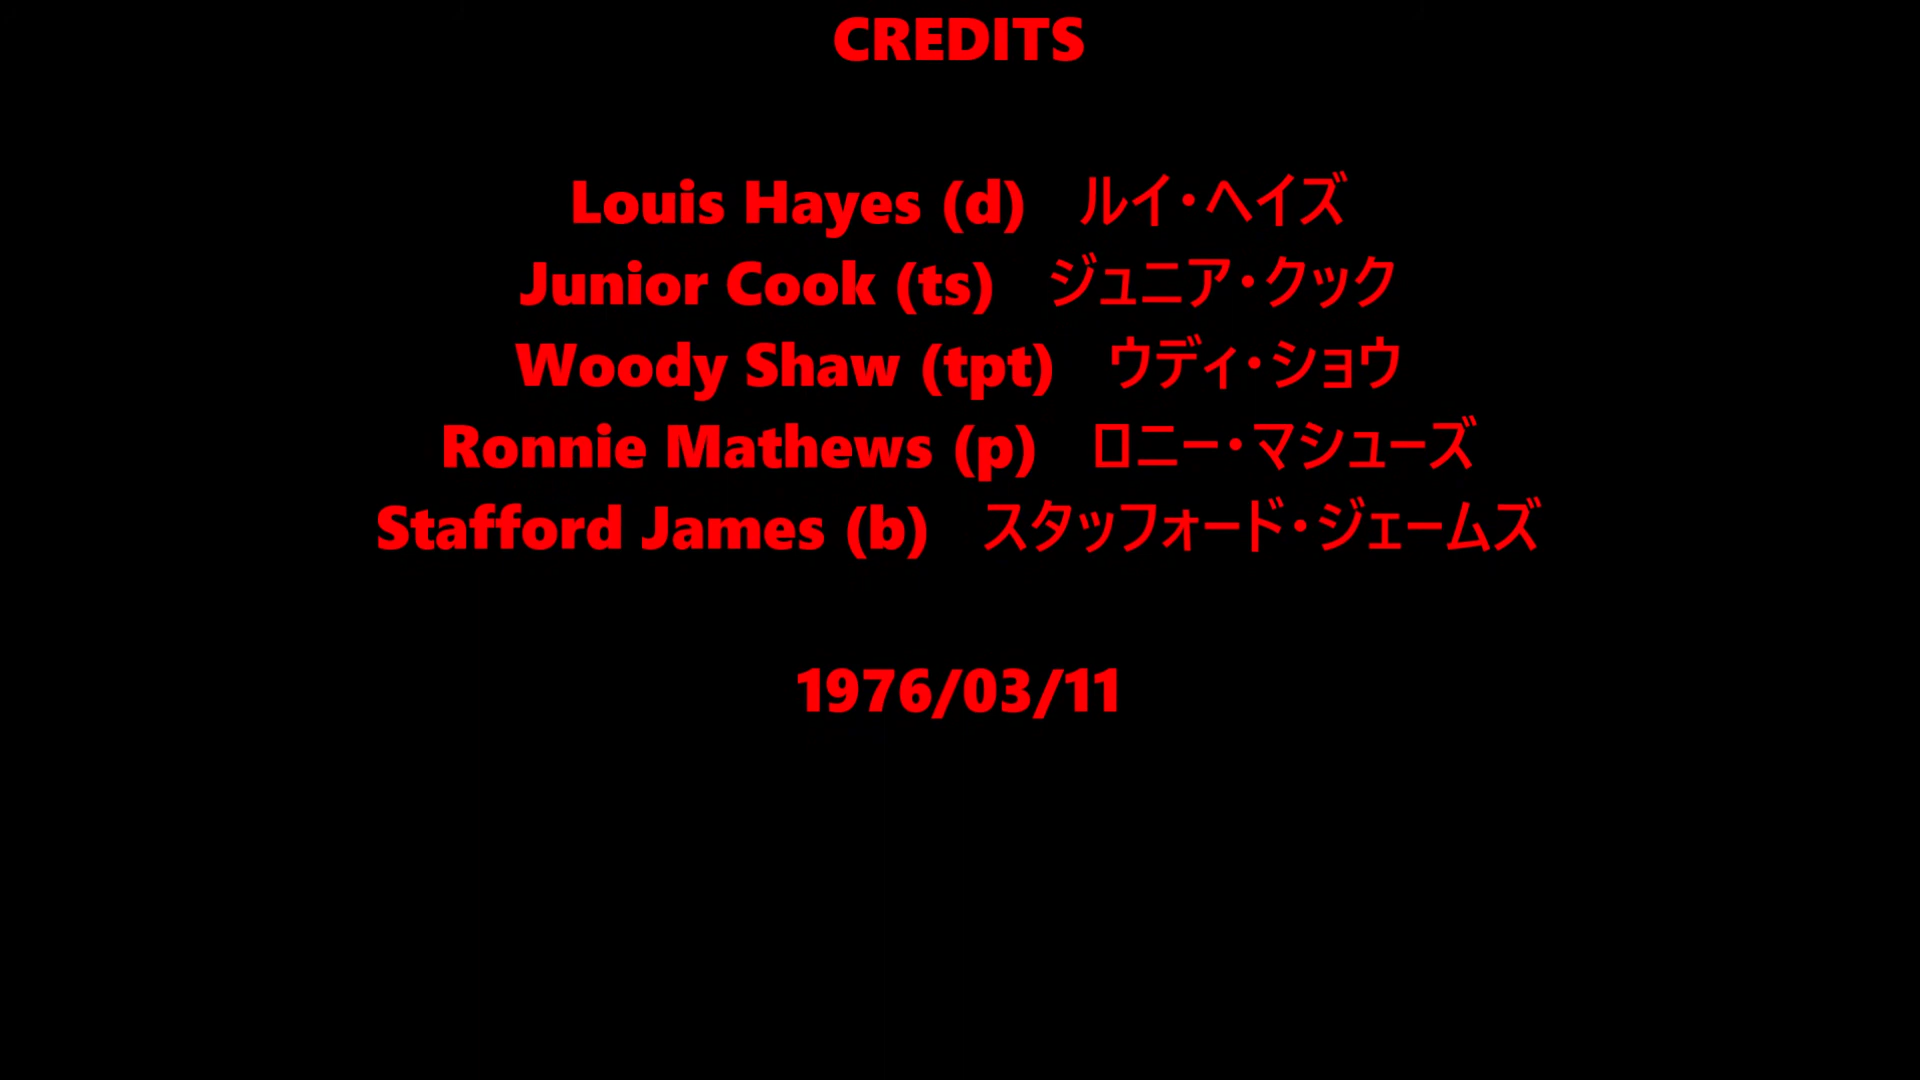 CREDITS
Louis Hayes (d)　ルイ・ヘイズ
Junior Cook (ts)　ジュニア・クック
Woody Shaw (tpt)　ウディ・ショウ
Ronnie Mathews (p)　ロニー・マシューズ
Stafford James (b)　スタッフォード・ジェームズ
1976/03/11